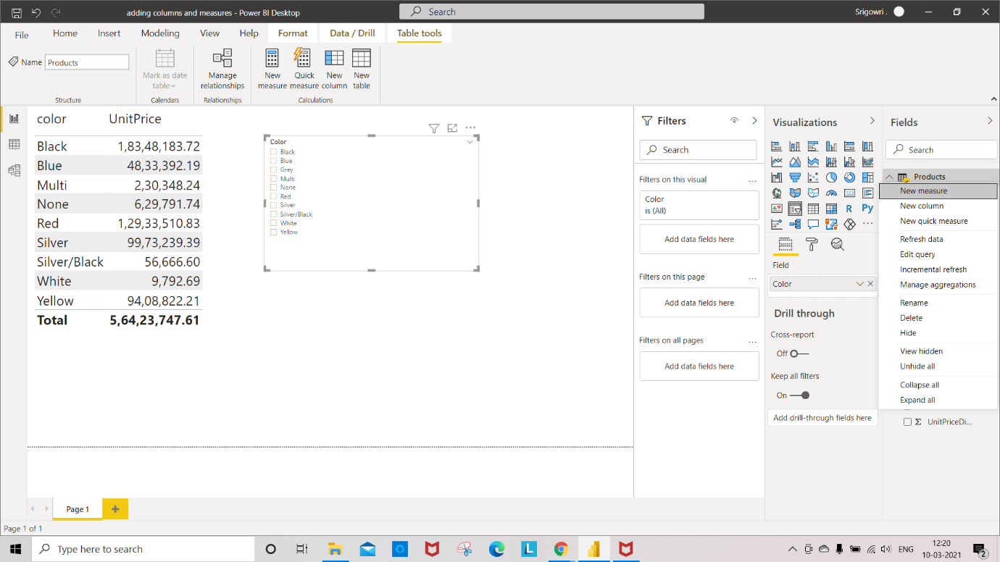 adding columns and measures - Power BI Desktop
Search
Srigowri .
File
Home
Insert
Modeling
View
Help
Format
Data / Drill
Table tools
Name
Products
Mark as date
table
Manage
relationships
New
measure
Quick
measure
New
column
New
table
Structure
Calendars
Relationships
Calculations
color UnitPrice
Black 1,83,48,183.72
Blue 48,33,392.19
Multi 2,30,348.24
None 6,29,791.74
Red 1,29,33,510.83
Silver 99,73,239.39
Silver/Black 56,666.60
White 9,792.69
Yellow 94,08,822.21
Total 5,64,23,747.61
Color
Black
Blue
Grey
Multi
None
Red
Silver
Silver/Black
White
Yellow
Filters
Search
Filters on this visual
...
Color
is (All)
Add data fields here
Filters on this page
...
Add data fields here
Filters on all pages
...
Add data fields here
Visualizations
R
Py
...
Field
Color
Drill through
Cross-report
Off
Keep all filters
On
Add drill-through fields here
Fields
Search
Products
New measure
New column
New quick measure
Refresh data
Edit query
Incremental refresh
Manage aggregations
Rename
Delete
Hide
View hidden
Unhide all
Collapse all
Expand all
Σ UnitPriceDi...
Page 1
+
Page 1 of 1
Type here to search
L
ENG
12:20
10-03-2021
2